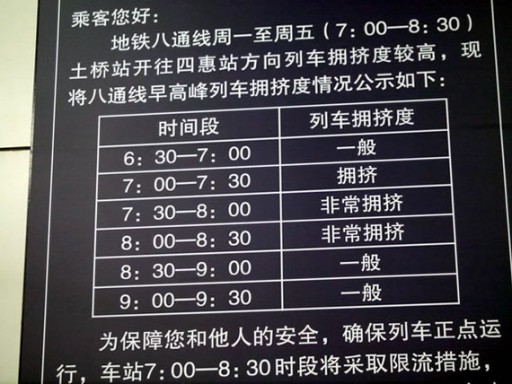 乘客您好：
地铁八通线周一至周五（7：00—8：30）
土桥站开往四惠站方向列车拥挤度较高，现
将八通线早高峰列车拥挤度情况公示如下：
时间段 列车拥挤度
6：30—7：00 一般
7：00—7：30 拥挤
7：30—8：00 非常拥挤
8：00—8：30 非常拥挤
8：30—9：00 一般
9：00—9：30 一般
为保障您和他人的安全，确保列车正点运
行，车站7：00—8：30时段将采取限流措施，